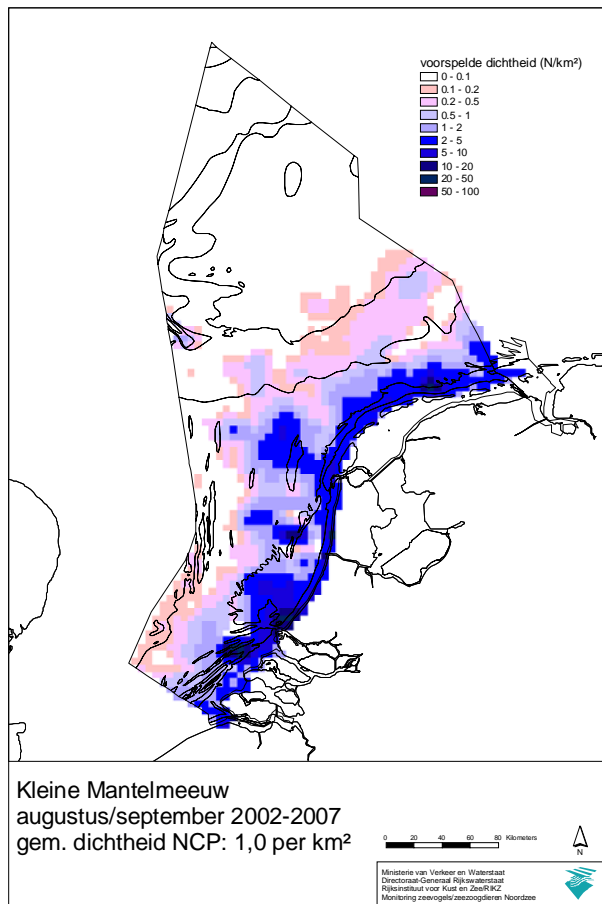 voorspelde dichtheid (N/km²)
0 - 0.1
0.1 - 0.2
0.2 - 0.5
0.5 - 1
1 - 2
2 - 5
5 - 10
10 - 20
20 - 50
50 - 100
Kleine Mantelmeeuw
augustus/september 2002-2007
gem. dichtheid NCP: 1,0 per km²
0 20 40 60 80 Kilometers
N
Ministerie van Verkeer en Waterstaat
Directoraat-Generaal Rijkswaterstaat
Rijksinstituut voor Kust en Zee/RIKZ
Monitoring zeevogels/zeezoogdieren Noordzee